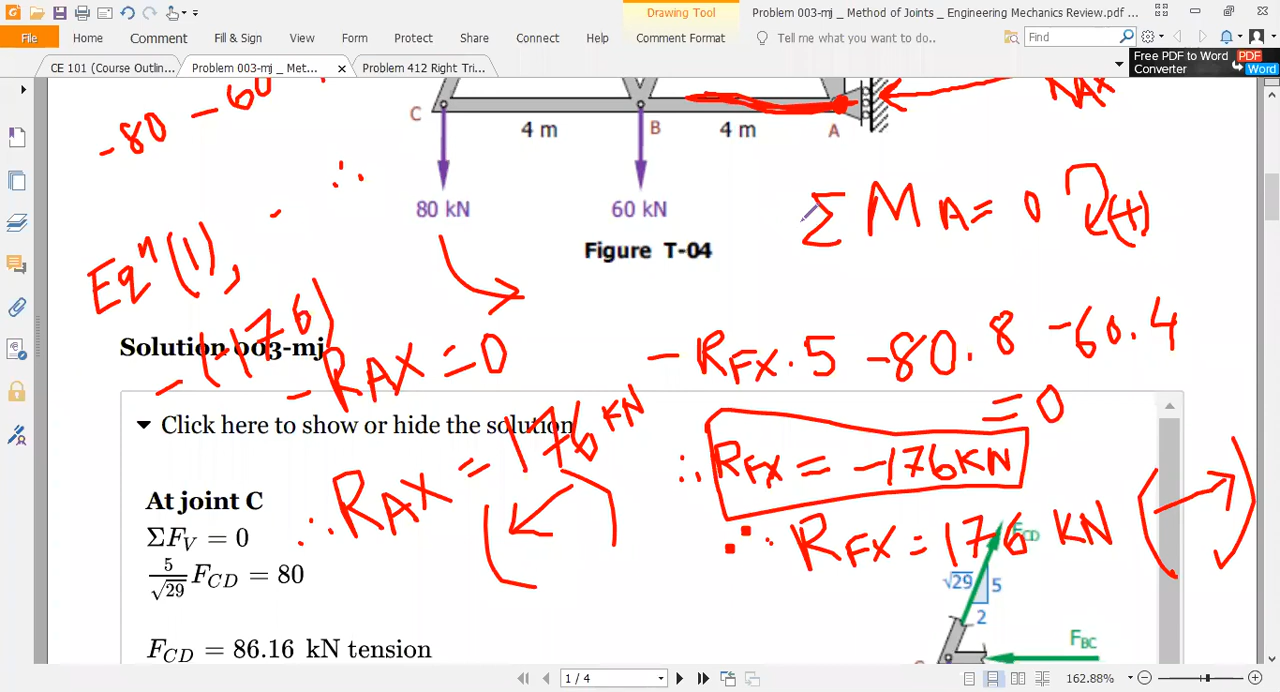 Drawing Tool
Problem 003-mj _ Method of Joints _ Engineering Mechanics Review.pdf ...
File Home Comment Fill & Sign View Form Protect Share Connect Help Comment Format Tell me what you want to do.. Find
CE 101 (Course Outlin... Problem 003-mj _ Met... Problem 412 Right Tri...
Free PDF to Word Converter PDF Word
-80 -60
RAX
C 4 m B 4 m A
80 kN 60 kN
Figure T-04
Σ M A = 0 (+)
Eqⁿ (1),
-(-176)
- RAX = 0
∴ RAX = 176 KN
- RFX . 5 - 80 . 8 - 60 . 4
= 0
∴ RFX = -176 KN
∴ RFX = 176 KN
Solution 003-mj
Click here to show or hide the solution
At joint C
ΣF_V = 0
5/√29 F_CD = 80
F_CD = 86.16 kN tension
F_CD
√29 5
2
F_BC
1 / 4 162.88%